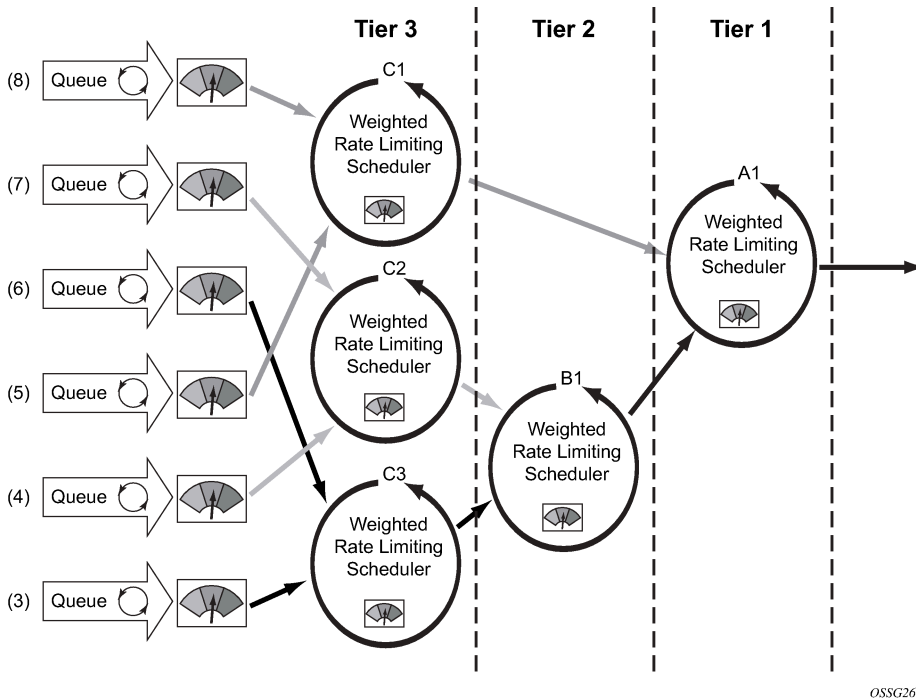 Tier 3
Tier 2
Tier 1
(8)
Queue
(7)
Queue
(6)
Queue
(5)
Queue
(4)
Queue
(3)
Queue
C1
Weighted
Rate Limiting
Scheduler
C2
Weighted
Rate Limiting
Scheduler
C3
Weighted
Rate Limiting
Scheduler
B1
Weighted
Rate Limiting
Scheduler
A1
Weighted
Rate Limiting
Scheduler
OSSG26